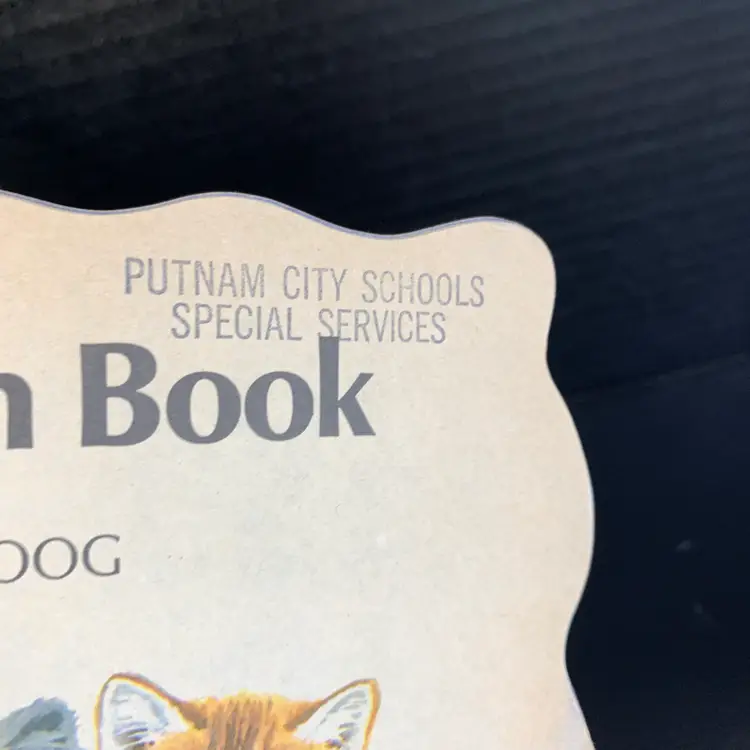 PUTNAM CITY SCHOOLS
SPECIAL SERVICES
n Book
OOG